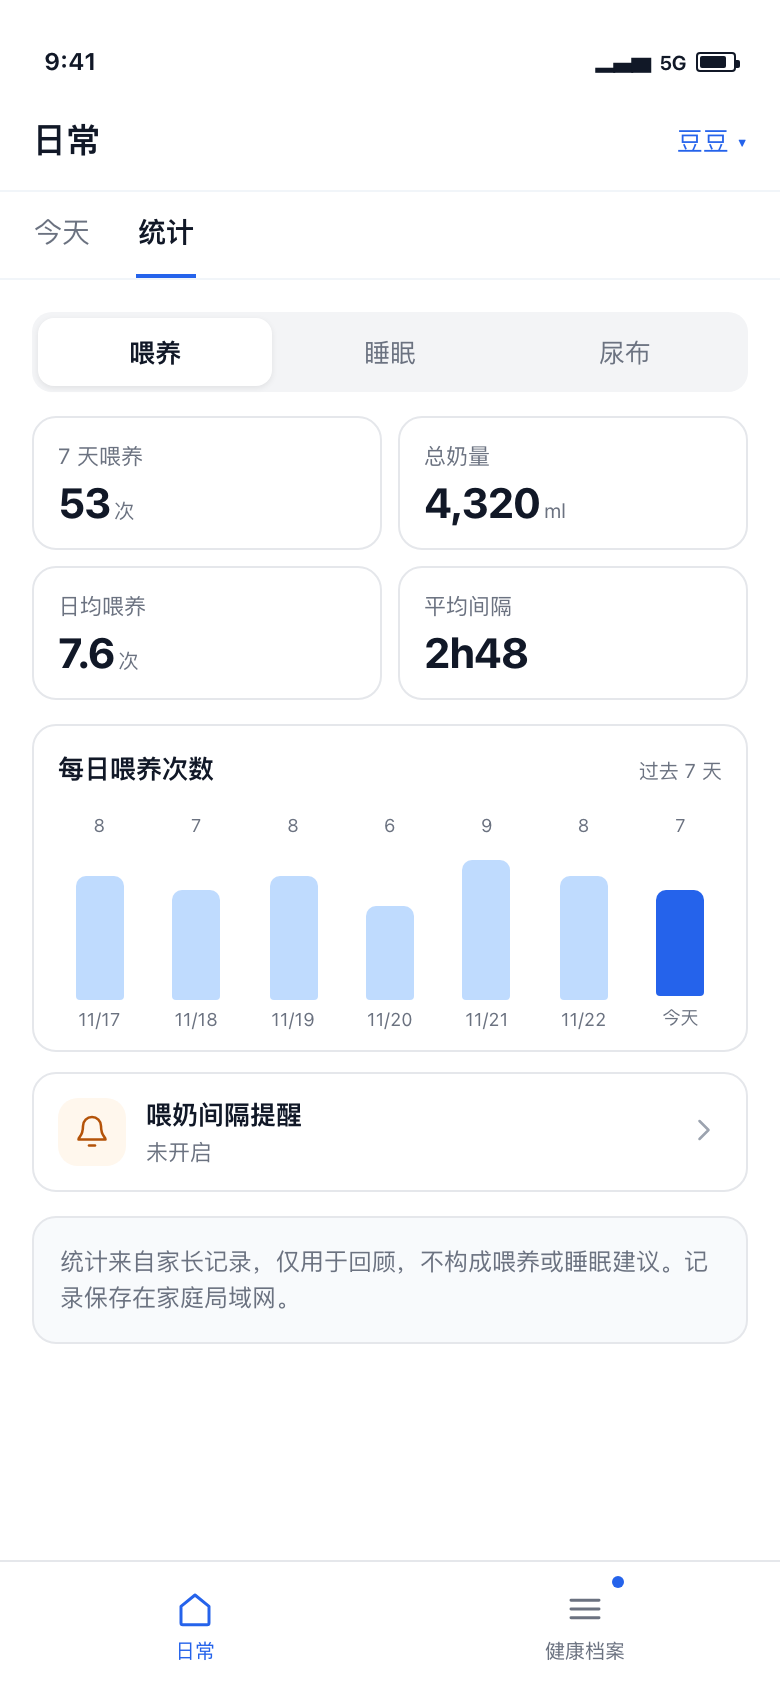 9:41
5G
日常
豆豆 ▾
今天 统计
喂养 睡眠 尿布
7 天喂养
53 次
总奶量
4,320 ml
日均喂养
7.6 次
平均间隔
2h48
每日喂养次数
过去 7 天
8 7 8 6 9 8 7
11/17 11/18 11/19 11/20 11/21 11/22 今天
喂奶间隔提醒
未开启
统计来自家长记录，仅用于回顾，不构成喂养或睡眠建议。记
录保存在家庭局域网。
日常 健康档案